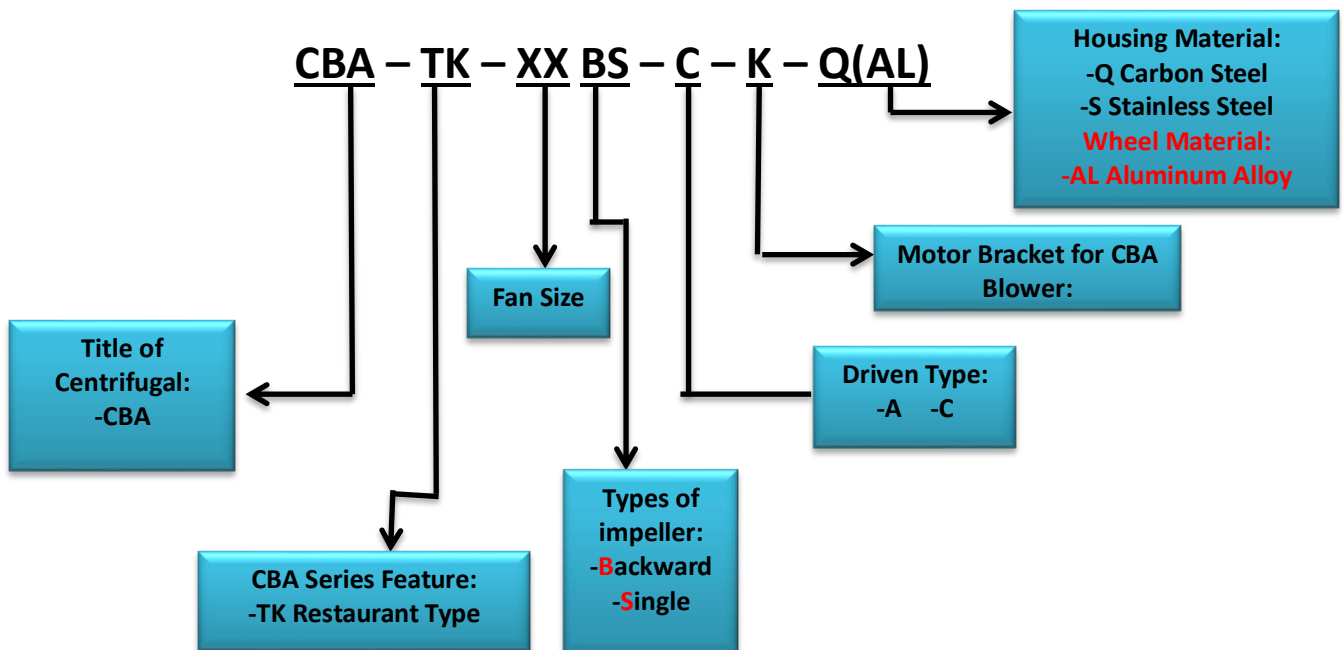 CBA – TK – XX BS – C – K – Q(AL)
Housing Material:
-Q Carbon Steel
-S Stainless Steel
Wheel Material:
-AL Aluminum Alloy
Motor Bracket for CBA
Blower:
Fan Size
Title of
Centrifugal:
-CBA
Driven Type:
-A -C
Types of
impeller:
-Backward
-Single
CBA Series Feature:
-TK Restaurant Type